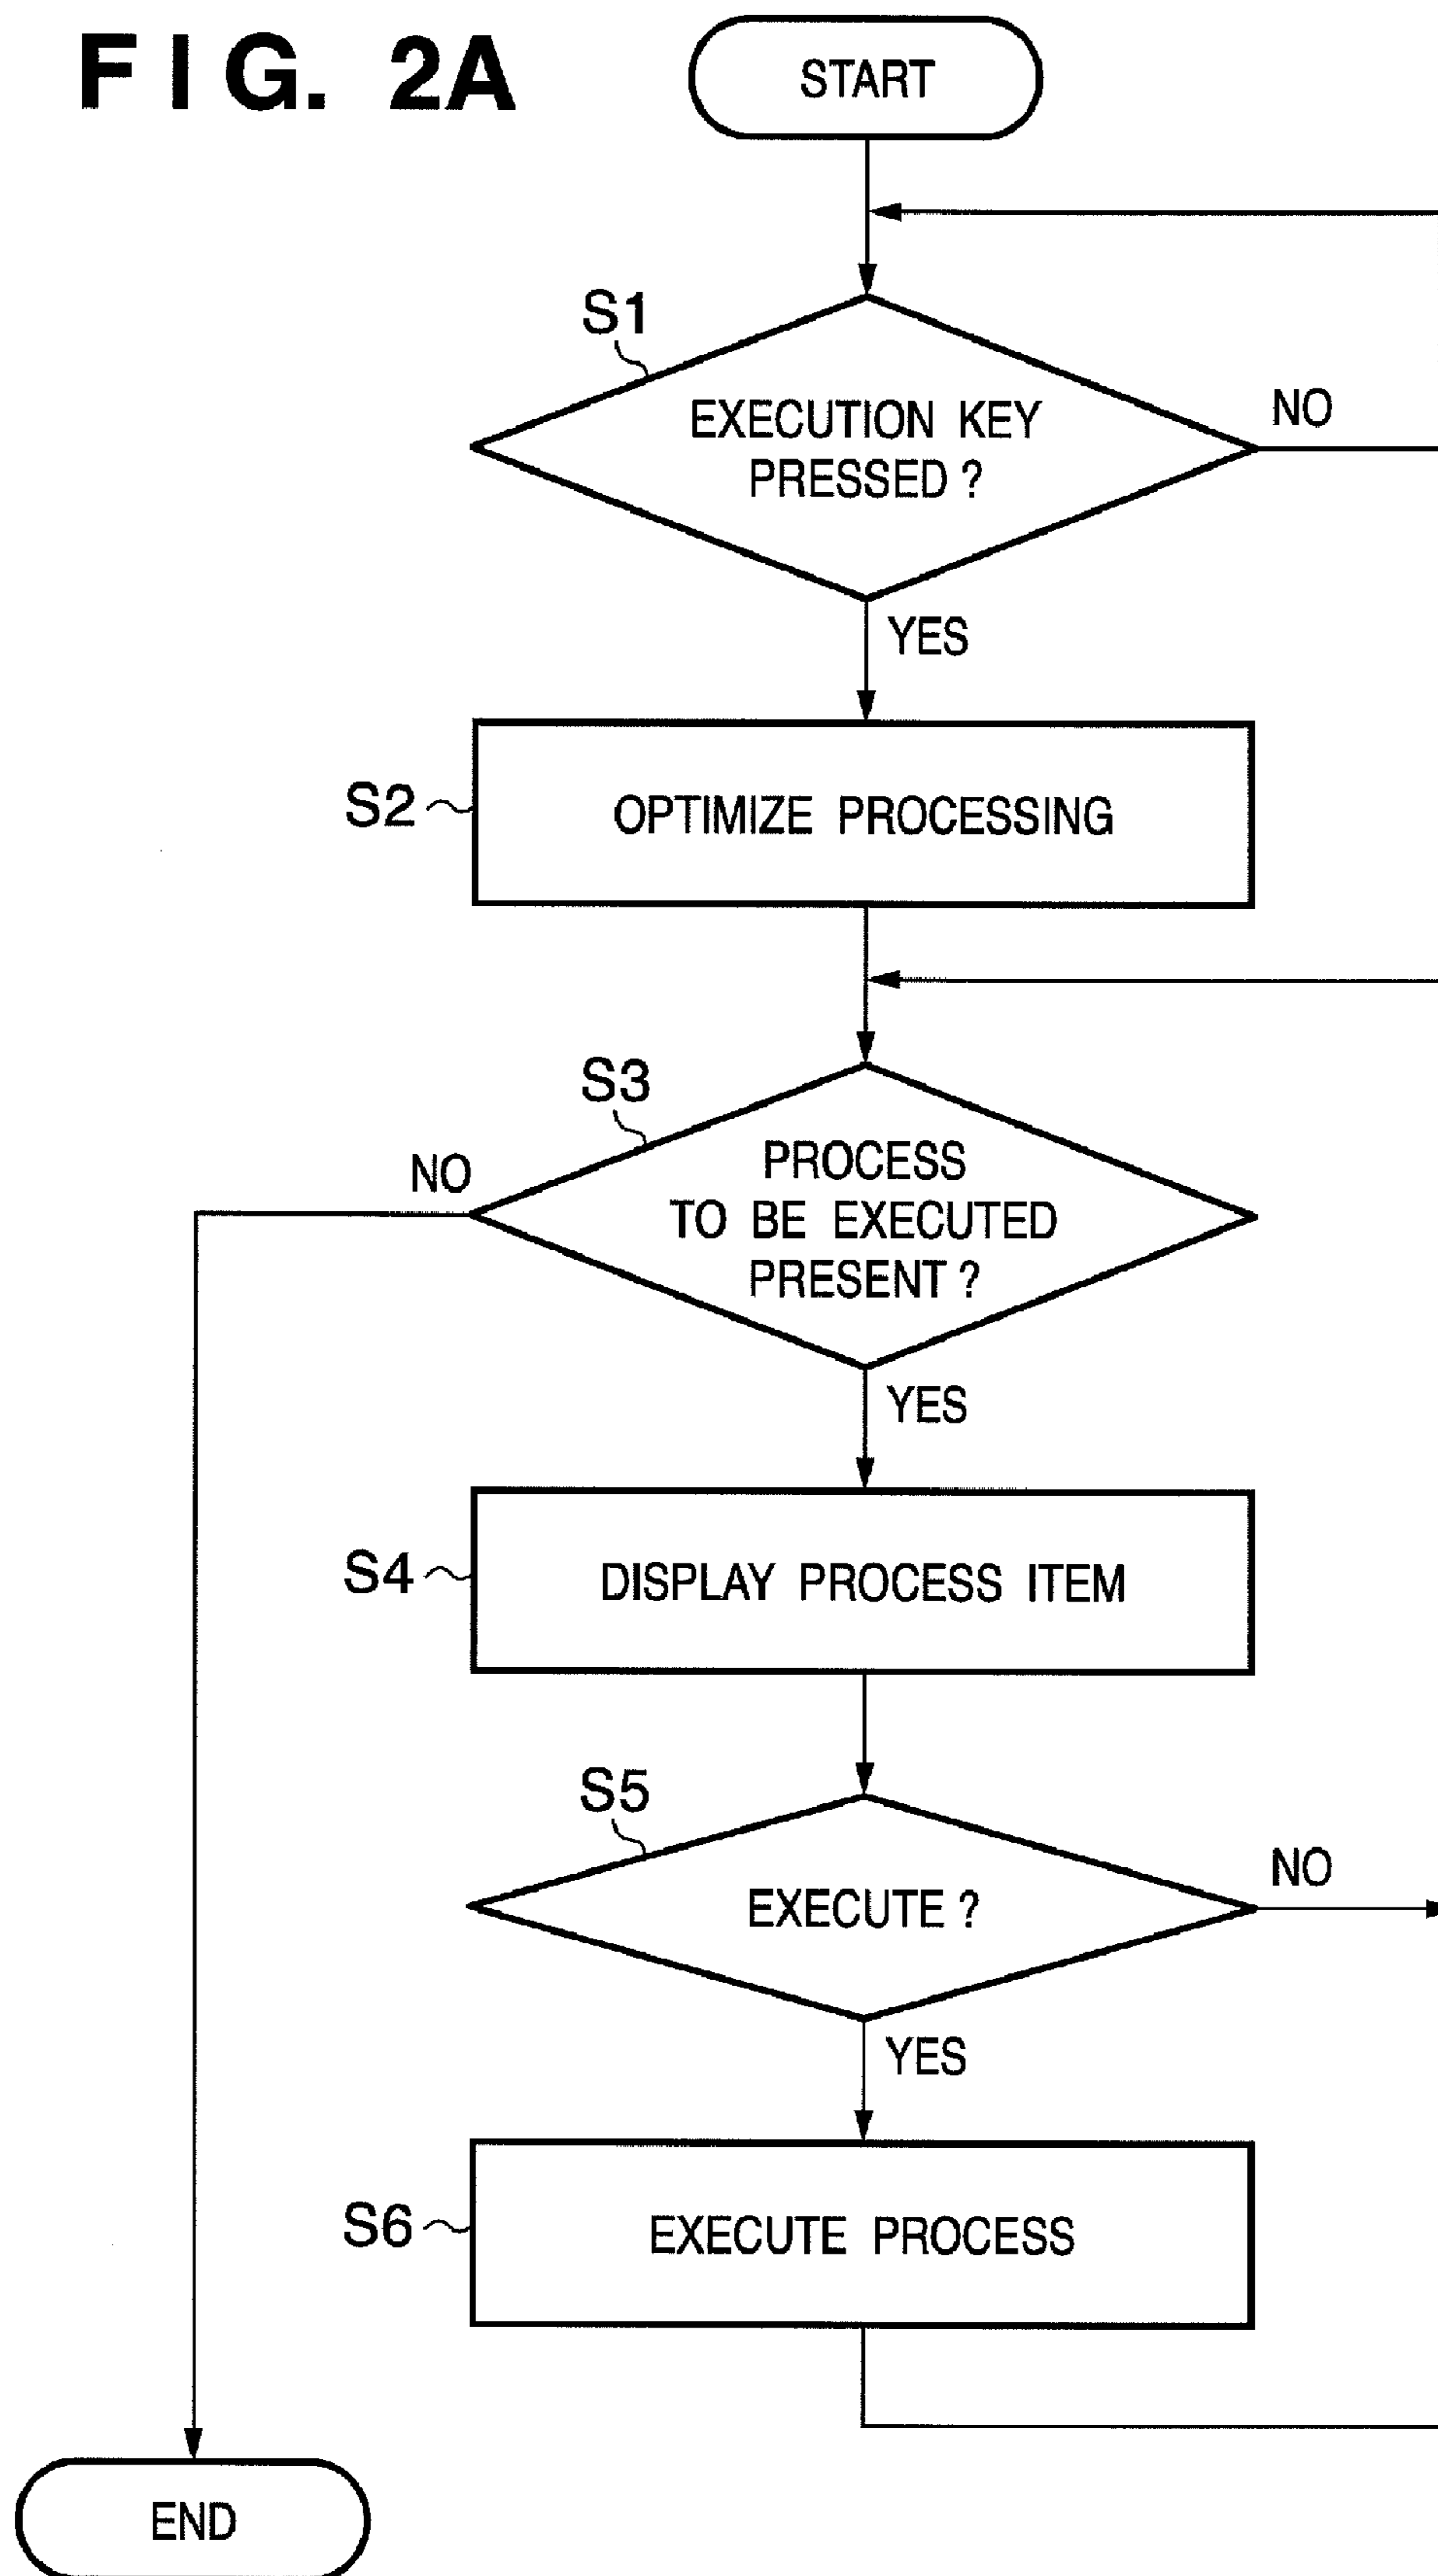 FIG. 2A
START
S1
EXECUTION KEY
PRESSED ?
NO
YES
S2
OPTIMIZE PROCESSING
S3
NO
PROCESS
TO BE EXECUTED
PRESENT ?
YES
S4
DISPLAY PROCESS ITEM
S5
EXECUTE ?
NO
YES
S6
EXECUTE PROCESS
END